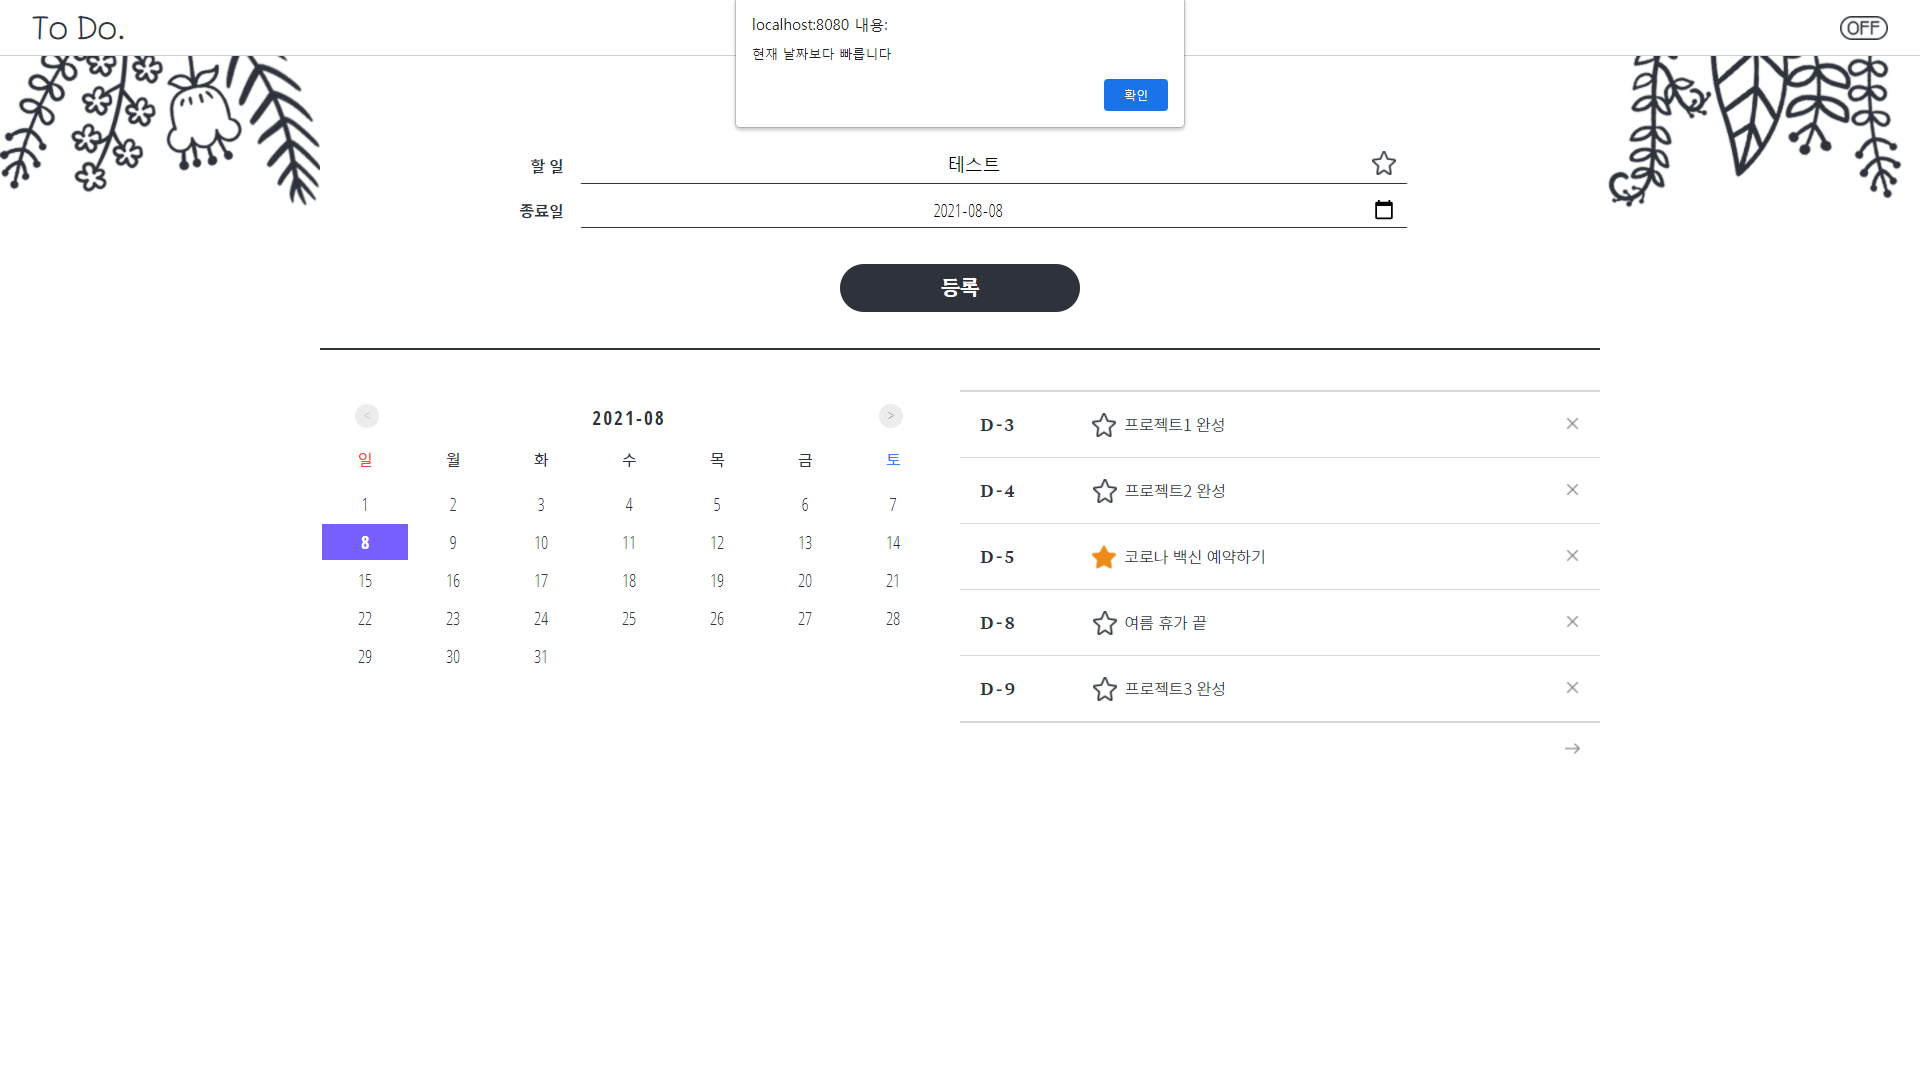 To Do.
OFF
localhost:8080 내용:
현재 날짜보다 빠릅니다
확인
할 일 테스트
종료일 2021-08-08
등록
< 2021-08 >
일 월 화 수 목 금 토
1 2 3 4 5 6 7
8 9 10 11 12 13 14
15 16 17 18 19 20 21
22 23 24 25 26 27 28
29 30 31
D-3 프로젝트1 완성 ×
D-4 프로젝트2 완성 ×
D-5 코로나 백신 예약하기 ×
D-8 여름 휴가 끝 ×
D-9 프로젝트3 완성 ×
→